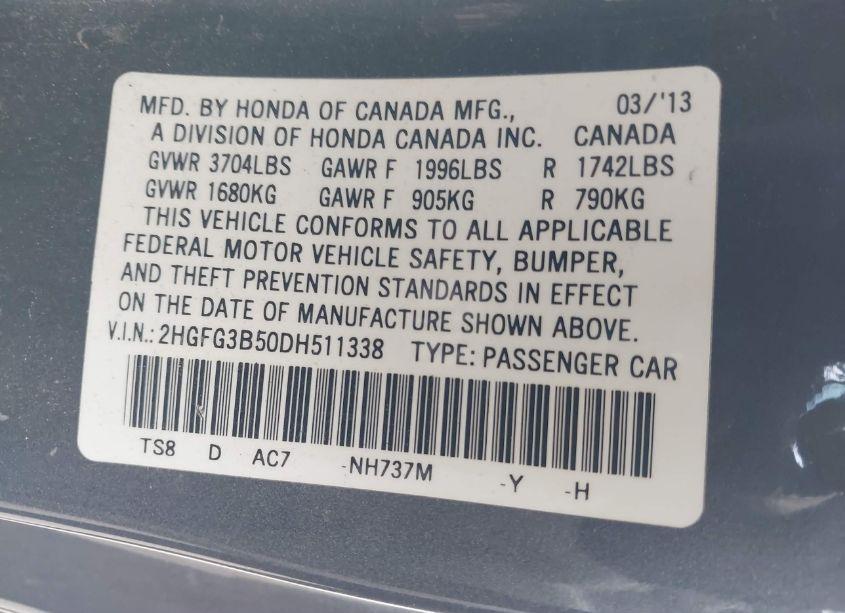 MFD. BY HONDA OF CANADA MFG., 03/'13
A DIVISION OF HONDA CANADA INC. CANADA
GVWR 3704LBS GAWR F 1996LBS R 1742LBS
GVWR 1680KG GAWR F 905KG R 790KG
THIS VEHICLE CONFORMS TO ALL APPLICABLE
FEDERAL MOTOR VEHICLE SAFETY, BUMPER,
AND THEFT PREVENTION STANDARDS IN EFFECT
ON THE DATE OF MANUFACTURE SHOWN ABOVE.
V.I.N.: 2HGFG3B50DH511338 TYPE: PASSENGER CAR
TS8 D AC7 -NH737M -Y -H